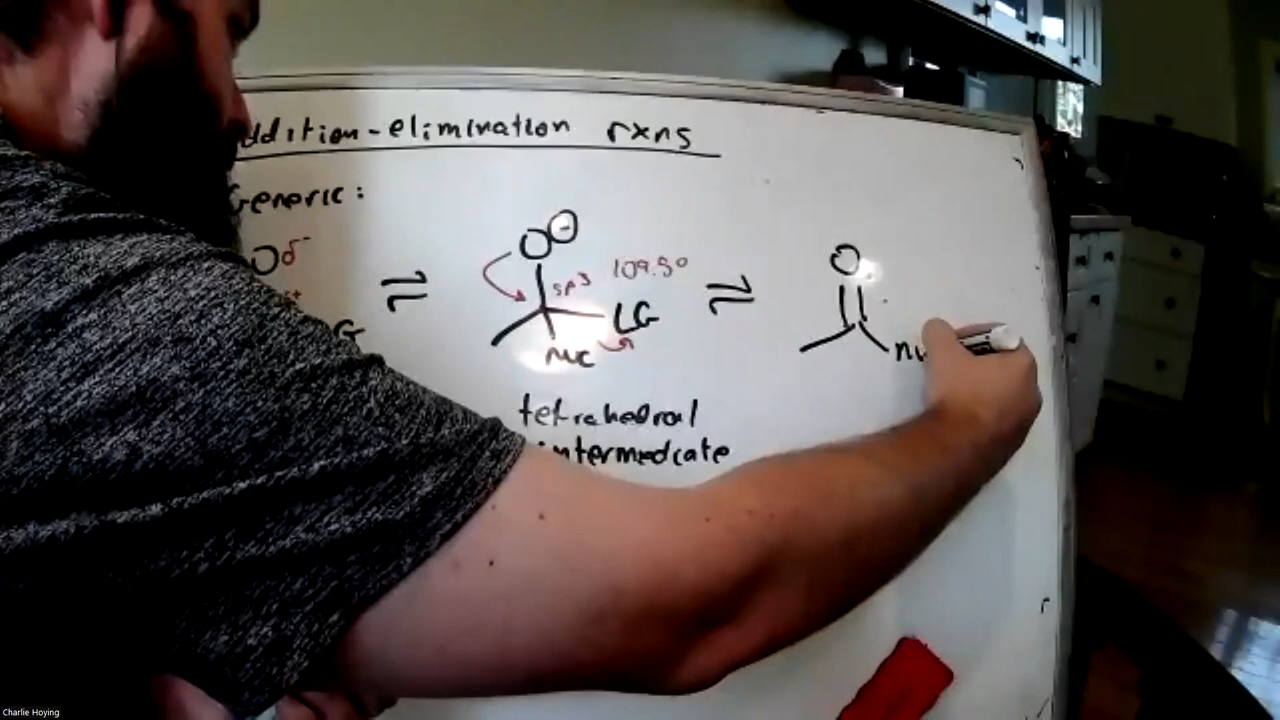 ddition-elimination rxns
Generic:
O δ-
+
G
⇌
O ⊖
sp3 109.5°
LG
nuc
⇌
O
nu
tetrahedral
intermediate
Charlie Hoying